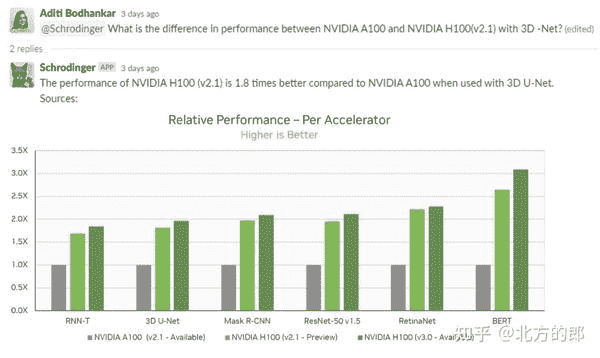 Aditi Bodhankar 3 days ago
@Schrodinger What is the difference in performance between NVIDIA A100 and NVIDIA H100(v2.1) with 3D -Net? (edited)
2 replies
Schrodinger APP 3 days ago
The performance of NVIDIA H100 (v2.1) is 1.8 times better compared to NVIDIA A100 when used with 3D U-Net.
Sources:
Relative Performance – Per Accelerator
Higher is Better
3.5X
3.0X
2.5X
2.0X
1.5X
1.0X
0.5X
0.0X
RNN-T 3D U-Net Mask R-CNN ResNet-50 v1.5 RetinaNet BERT
NVIDIA A100 (v2.1 - Available) NVIDIA H100 (v2.1 - Preview) NVIDIA H100 (v3.0 - Available)
知乎 @北方的郎